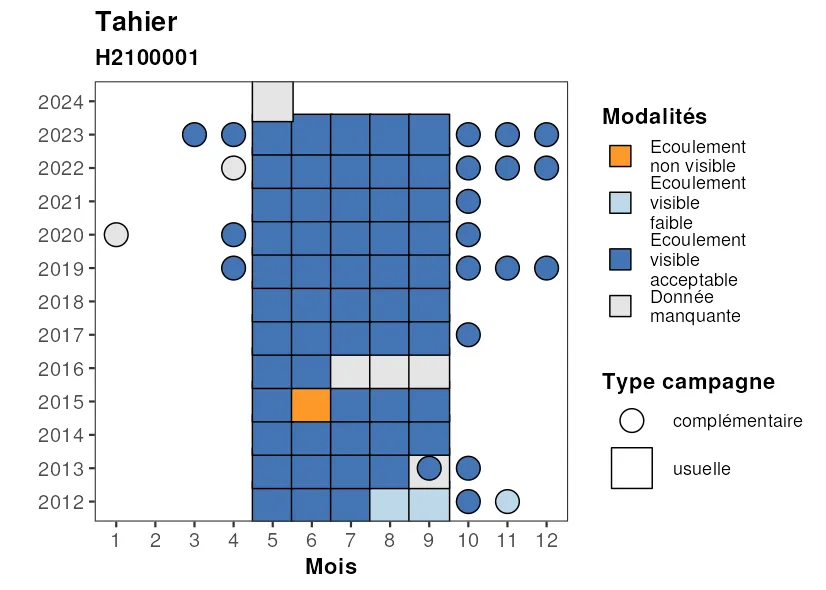 Tahier
H2100001
2024
2023
2022
2021
2020
2019
2018
2017
2016
2015
2014
2013
2012
1 2 3 4 5 6 7 8 9 10 11 12
Mois
Modalités
Ecoulement
non visible
Ecoulement
visible
faible
Ecoulement
visible
acceptable
Donnée
manquante
Type campagne
complémentaire
usuelle